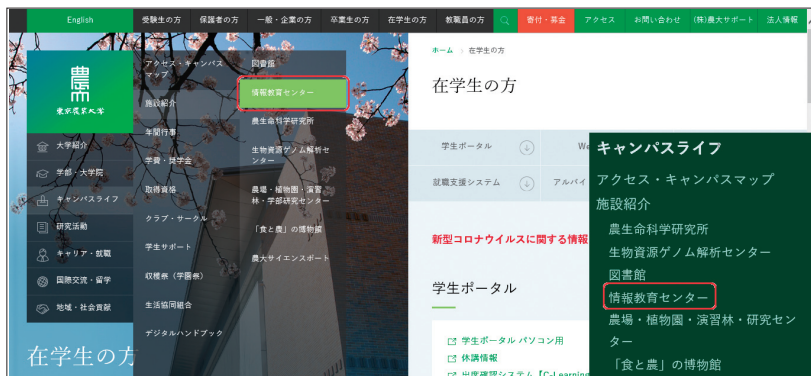 English
受験生の方
保護者の方
一般・企業の方
卒業生の方
在学生の方
教職員の方
寄付・募金
アクセス
お問い合わせ
(株)農大サポート
法人情報
農大
東京農業大学
大学紹介
学部・大学院
キャンパスライフ
研究活動
キャリア・就職
国際交流・留学
地域・社会貢献
在学生の方
アクセス・キャンパス
マップ
施設紹介
年間行事
学費・奨学金
取得資格
クラブ・サークル
学生サポート
収穫祭(学園祭)
生活協同組合
デジタルハンドブック
図書館
情報教育センター
農生命科学研究所
生物資源ゲノム解析セ
ンター
農場・植物園・演習
林・学部研究センター
「食と農」の博物館
農大サイエンスポート
ホーム
在学生の方
在学生の方
学生ポータル
We
就職支援システム
アルバイ
新型コロナウイルスに関する情報
学生ポータル
学生ポータル パソコン用
休講情報
出席確認システム【C-Learning
キャンパスライフ
アクセス・キャンパスマップ
施設紹介
農生命科学研究所
生物資源ゲノム解析センター
図書館
情報教育センター
農場・植物園・演習林・研究セン
ター
「食と農」の博物館